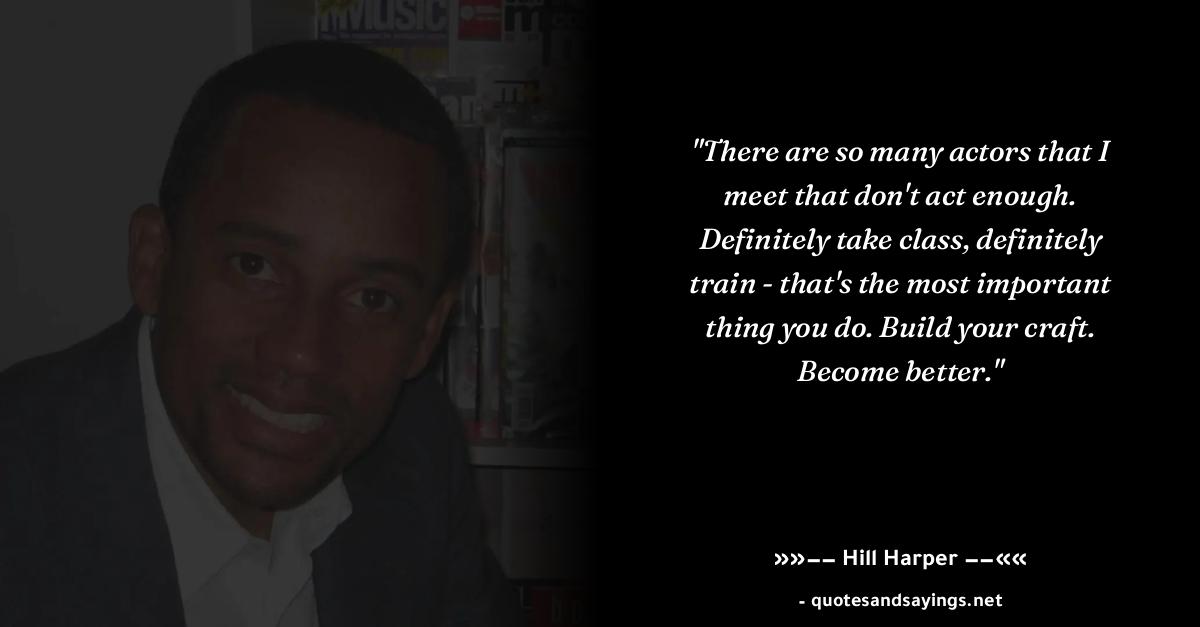 MUSIC
"There are so many actors that I
meet that don't act enough.
Definitely take class, definitely
train - that's the most important
thing you do. Build your craft.
Become better."
»»−− Hill Harper −−««
- quotesandsayings.net